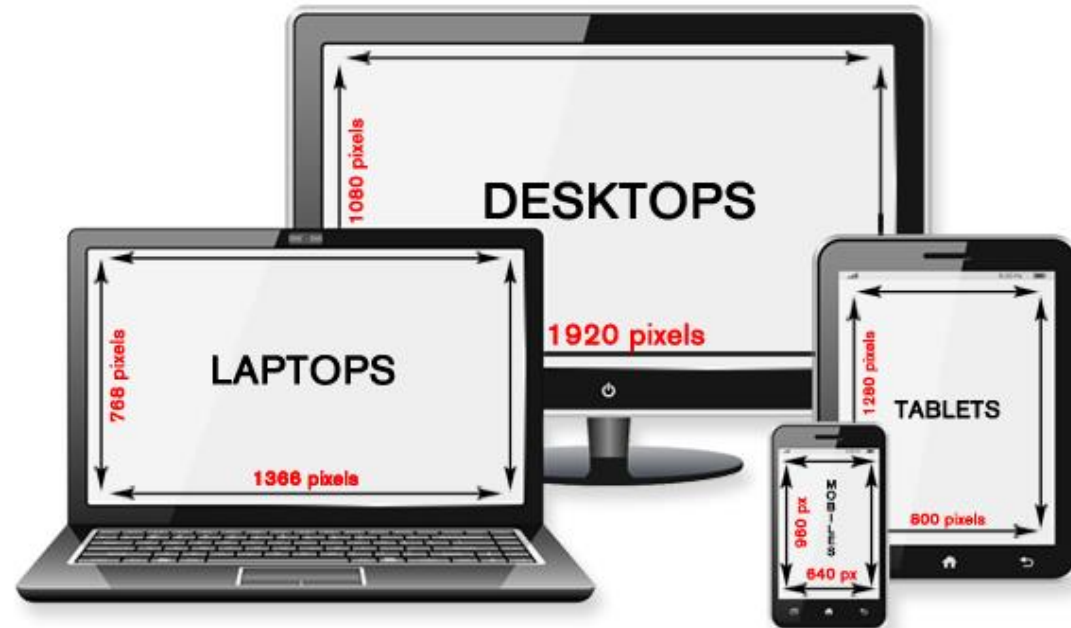 1080 pixels
DESKTOPS
1920 pixels
768 pixels
LAPTOPS
1366 pixels
1280 pixels
TABLETS
800 pixels
960 px
MOBILES
640 px